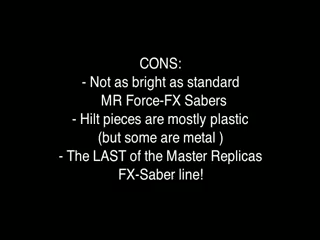 CONS:
- Not as bright as standard
MR Force-FX Sabers
- Hilt pieces are mostly plastic
(but some are metal )
- The LAST of the Master Replicas
FX-Saber line!